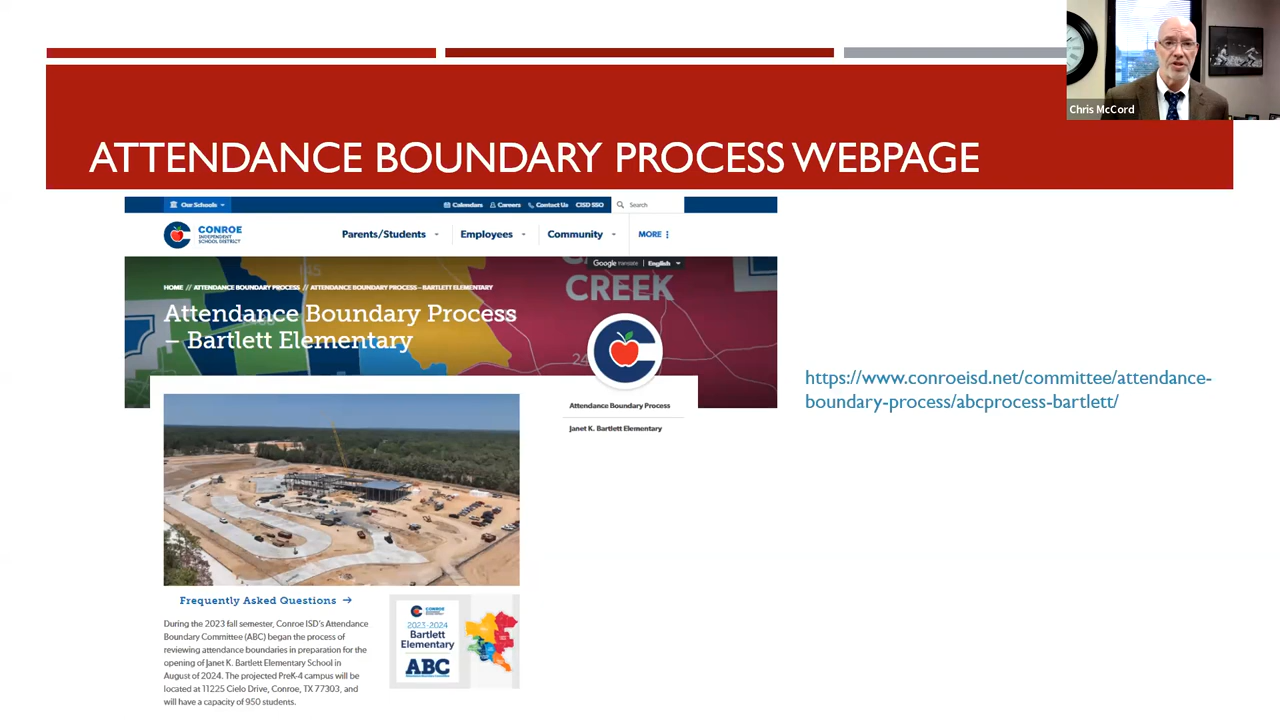 Chris McCord
ATTENDANCE BOUNDARY PROCESS WEBPAGE
Our Schools
Calendars
Careers
Contact Us
CISD SSO
Search
CONROE
INDEPENDENT
SCHOOL DISTRICT
Parents/Students
Employees
Community
MORE
Google translate
English
145
CREEK
HOME // ATTENDANCE BOUNDARY PROCESS // ATTENDANCE BOUNDARY PROCESS – BARTLETT ELEMENTARY
Attendance Boundary Process
– Bartlett Elementary
Attendance Boundary Process
Janet K. Bartlett Elementary
https://www.conroeisd.net/committee/attendance-
boundary-process/abcprocess-bartlett/
Frequently Asked Questions →
During the 2023 fall semester, Conroe ISD's Attendance
Boundary Committee (ABC) began the process of
reviewing attendance boundaries in preparation for the
opening of Janet K. Bartlett Elementary School in
August of 2024. The projected PreK-4 campus will be
located at 11225 Cielo Drive, Conroe, TX 77303, and
will have a capacity of 950 students.
CONROE
2023-2024
Bartlett
Elementary
ABC